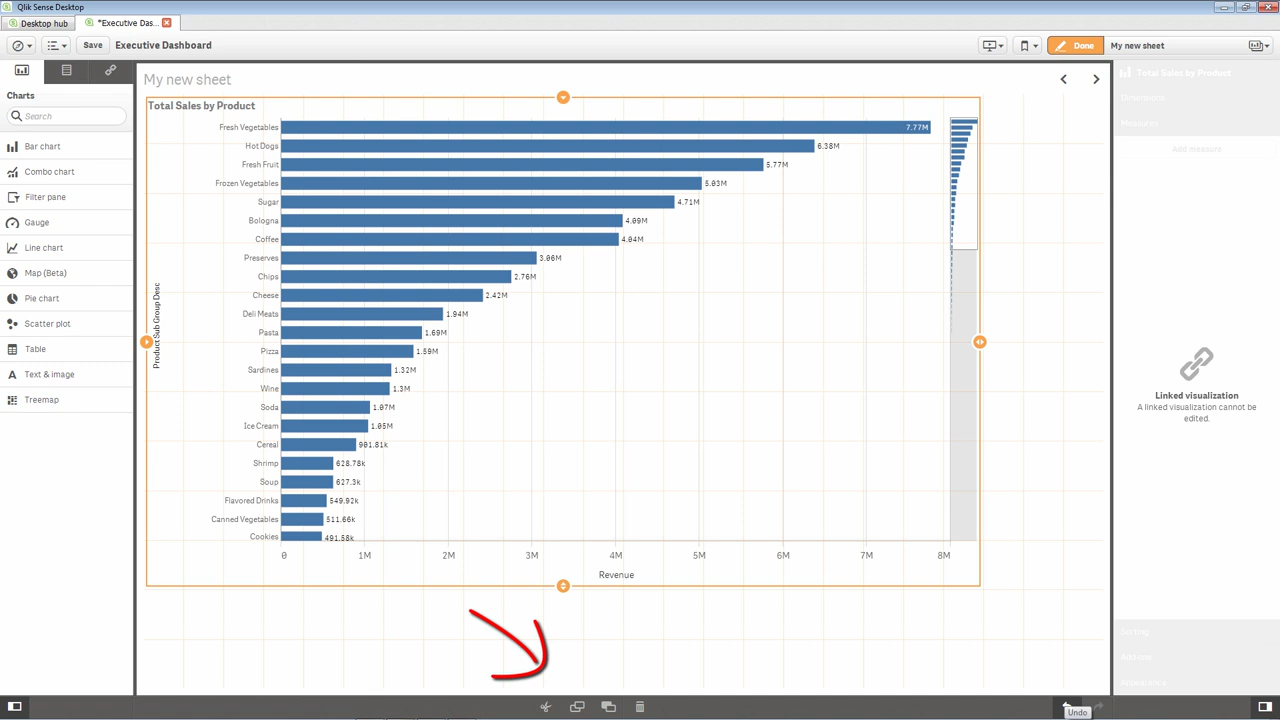 Qlik Sense Desktop
Desktop hub
*Executive Das...
Save
Executive Dashboard
Done
My new sheet
Charts
Search
Bar chart
Combo chart
Filter pane
Gauge
Line chart
Map (Beta)
Pie chart
Scatter plot
Table
Text & image
Treemap
My new sheet
Total Sales by Product
Product Sub Group Desc
Fresh Vegetables 7.77M
Hot Dogs 6.38M
Fresh Fruit 5.77M
Frozen Vegetables 5.03M
Sugar 4.71M
Bologna 4.09M
Coffee 4.04M
Preserves 3.06M
Chips 2.76M
Cheese 2.42M
Deli Meats 1.94M
Pasta 1.69M
Pizza 1.59M
Sardines 1.32M
Wine 1.3M
Soda 1.07M
Ice Cream 1.05M
Cereal 901.81k
Shrimp 628.78k
Soup 627.3k
Flavored Drinks 549.92k
Canned Vegetables 511.66k
Cookies 491.58k
0 1M 2M 3M 4M 5M 6M 7M 8M
Revenue
Total Sales by Product
Dimensions
Measures
Add measure
Linked visualization
A linked visualization cannot be
edited.
Sorting
Add-ons
Appearance
Undo